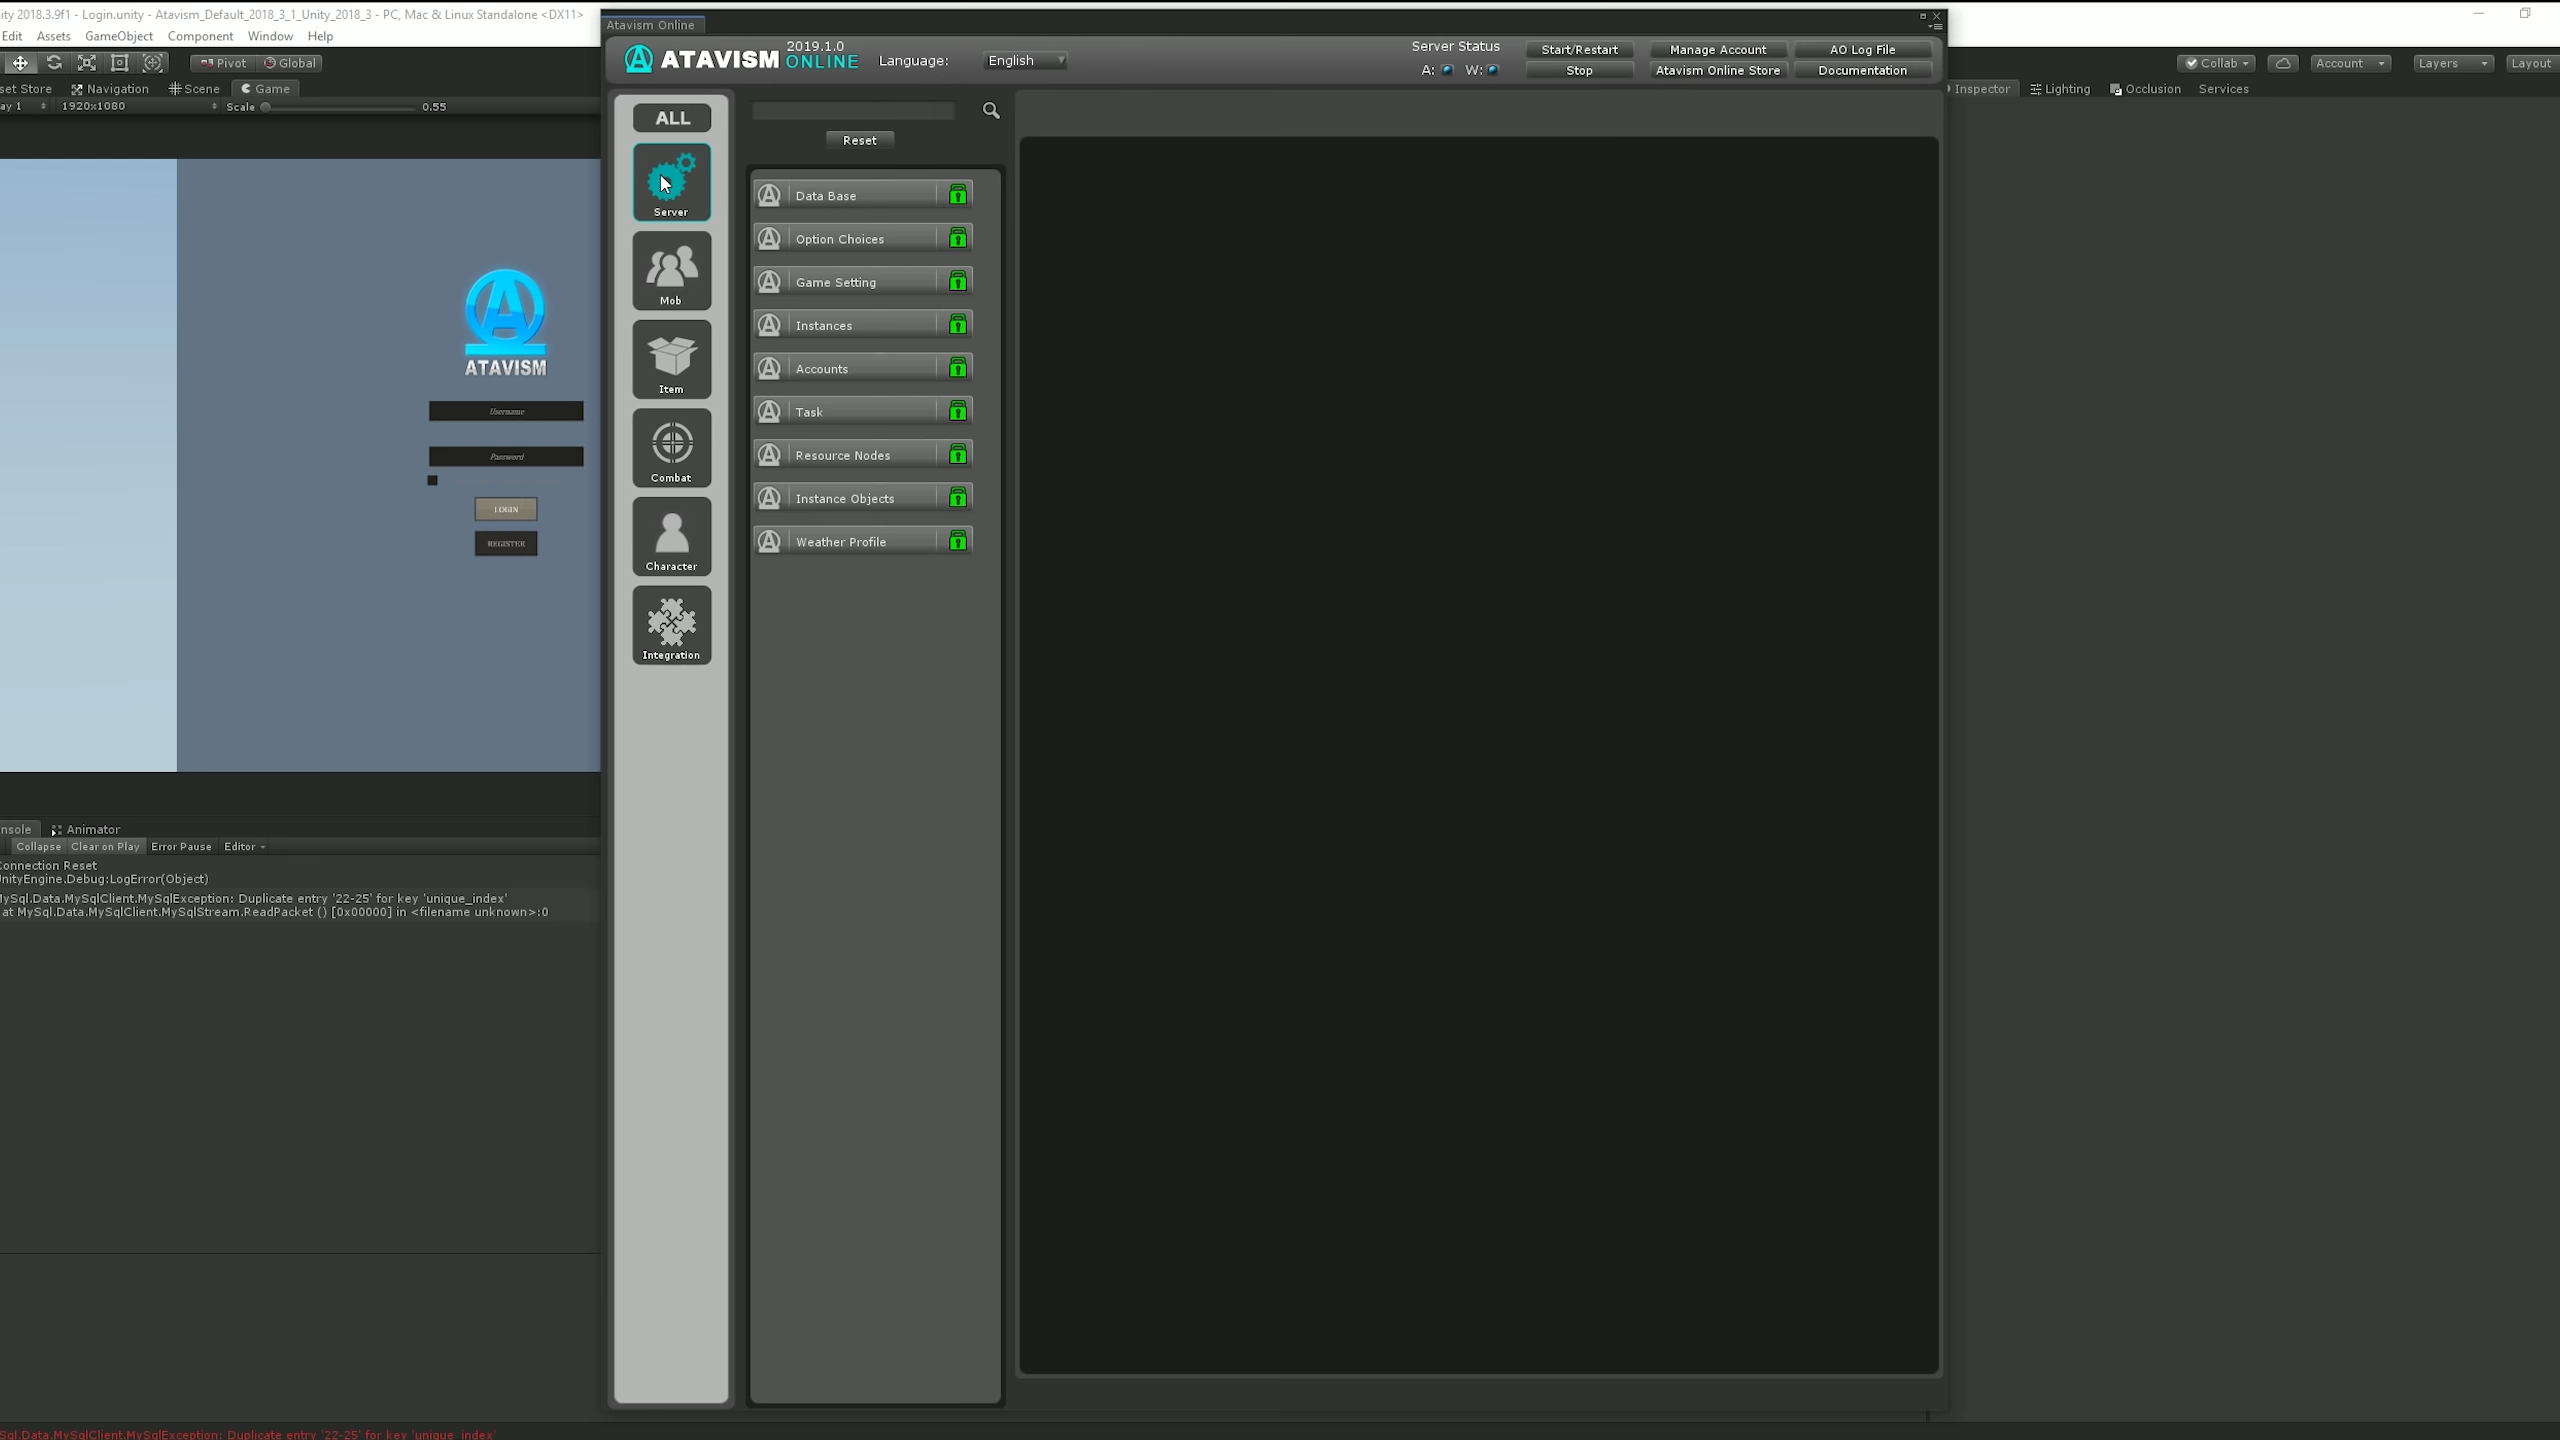 ity 2018.3.9f1 - Login.unity - Atavism_Default_2018_3_1_Unity_2018_3 - PC, Mac & Linux Standalone <DX11>
Edit Assets GameObject Component Window Help
Pivot Global
set Store Navigation Scene Game
ay 1 1920x1080 Scale 0.55
ATAVISM
Username
Password
LOGIN
REGISTER
nsole Animator
Collapse Clear on Play Error Pause Editor
onnection Reset
UnityEngine.Debug:LogError(Object)
MySql.Data.MySqlClient.MySqlException: Duplicate entry '22-25' for key 'unique_index'
at MySql.Data.MySqlClient.MySqlStream.ReadPacket () [0x00000] in <filename unknown>:0
Sql.Data.MySqlClient.MySqlException: Duplicate entry '22-25' for key 'unique_index'
Atavism Online
ATAVISM 2019.1.0 ONLINE
Language: English
Server Status
A: W:
Start/Restart Manage Account AO Log File
Stop Atavism Online Store Documentation
ALL
Server
Mob
Item
Combat
Character
Integration
Reset
Data Base
Option Choices
Game Setting
Instances
Accounts
Task
Resource Nodes
Instance Objects
Weather Profile
Collab Account Layers Layout
Inspector Lighting Occlusion Services